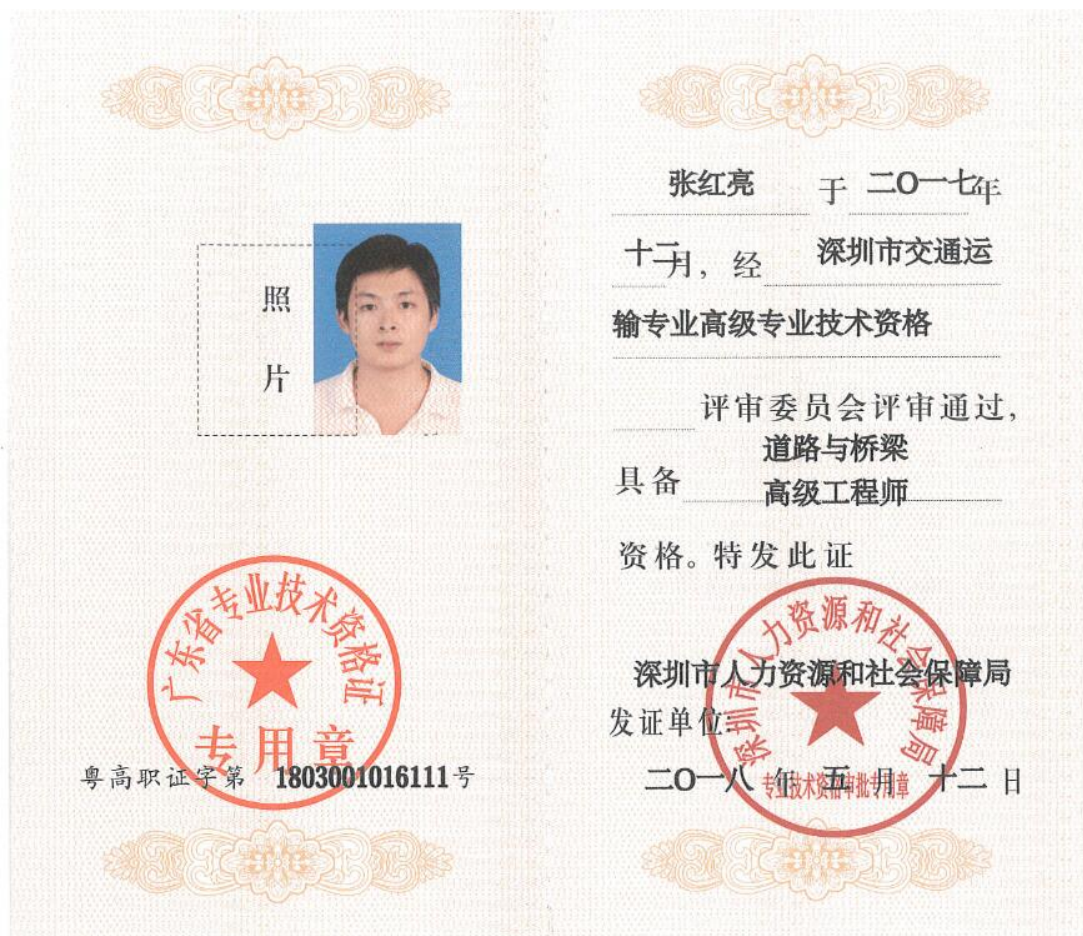 照
片
广东省专业技术资格证
专用章
粤高职证字第 1803001016111号
张红亮 于 二O一七年
十二月，经 深圳市交通运
输专业高级专业技术资格
评审委员会评审通过，
道路与桥梁
具备 高级工程师
资格。特发此证
深圳市人力资源和社会保障局
深圳市人力资源和社会保障局
发证单位:
二O一八 年 五 月 十二 日
专业技术资格审批专用章